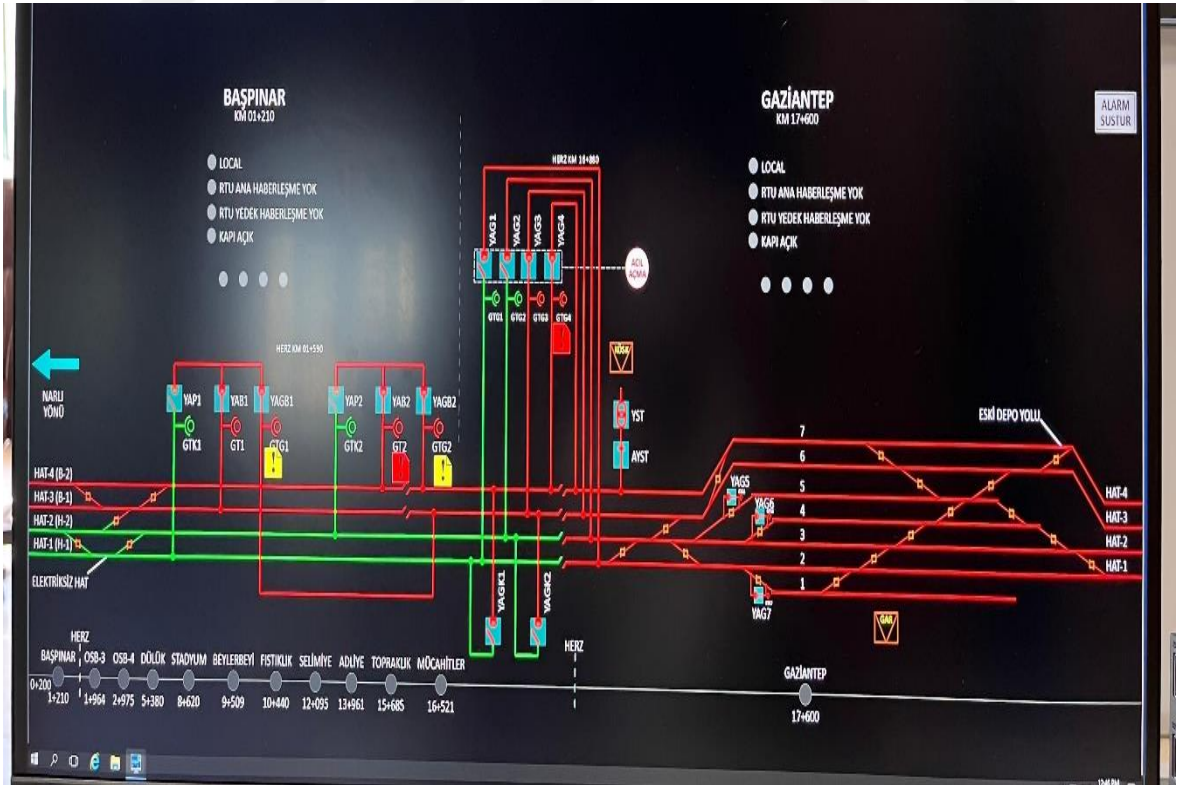 BAŞPINAR
KM 01+210
LOCAL
RTU ANA HABERLEŞME YOK
RTU YEDEK HABERLEŞME YOK
KAPI AÇIK
GAZİANTEP
KM 17+600
LOCAL
RTU ANA HABERLEŞME YOK
RTU YEDEK HABERLEŞME YOK
KAPI AÇIK
ALARM
SUSTUR
HERZ KM 16+880
YAG1
YAG2
YAG3
YAG4
ACİL
AÇMA
GTG1
GTG2
GTG3
GTG4
HERZ KM 01+590
NARLI
YÖNÜ
YAP1
YAB1
YAGB1
YAP2
YAB2
YAGB2
GTK1
GT1
GTG1
GTK2
GT2
GTG2
KÖŞK
YST
AYST
ESKİ DEPO YOLU
HAT-4 (B-2)
HAT-3 (B-1)
HAT-2 (H-2)
HAT-1 (H-1)
ELEKTRİKSİZ HAT
7
6
5
4
3
2
1
YAG5
YAG6
YAG7
HAT-4
HAT-3
HAT-2
HAT-1
YAGK1
YAGK2
GAR
HERZ
HERZ
BAŞPINAR
OSB-3
OSB-4
DÜLÜK
STADYUM
BEYLERBEYİ
FISTIKLIK
SELİMİYE
ADLİYE
TOPRAKLIK
MÜCAHİTLER
GAZİANTEP
0+200
1+210
1+964
2+975
5+380
8+620
9+509
10+440
12+095
13+961
15+685
16+521
17+600